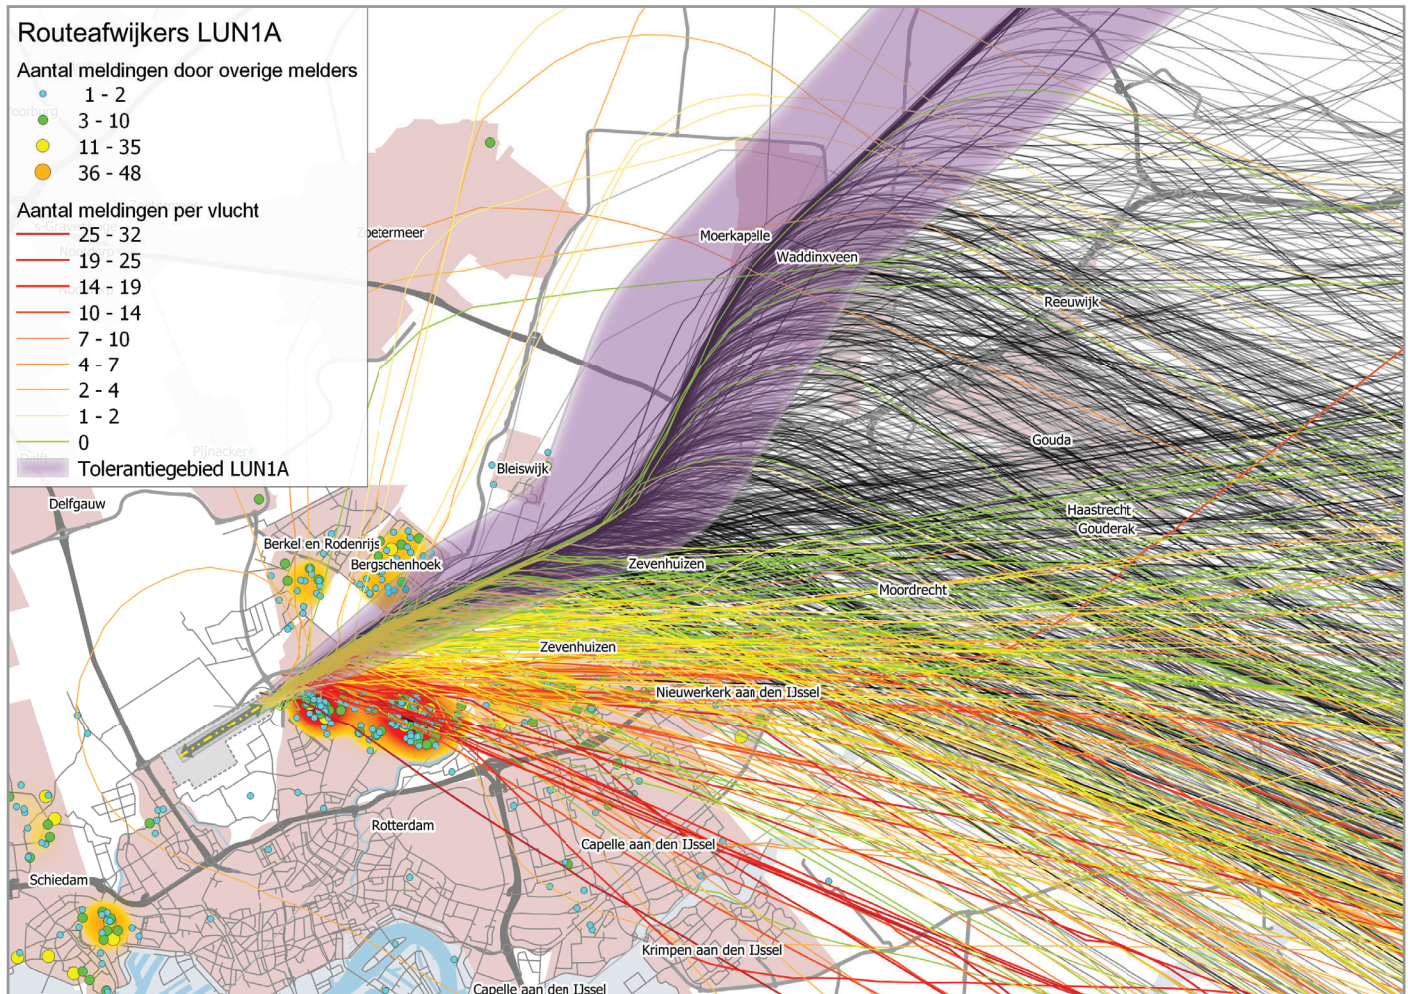 Routeafwijkers LUN1A
Aantal meldingen door overige melders
1 - 2
3 - 10
11 - 35
36 - 48
Aantal meldingen per vlucht
25 - 32
19 - 25
14 - 19
10 - 14
7 - 10
4 - 7
2 - 4
1 - 2
0
Tolerantiegebied LUN1A
Zoetermeer
Moerkapelle
Waddinxveen
Reeuwijk
Pijnacker
Delft
Gouda
Bleiswijk
Delfgauw
Haastrecht
Gouderak
Berkel en Rodenrijs
Bergschenhoek
Zevenhuizen
Moordrecht
Zevenhuizen
Nieuwerkerk aan den IJssel
Rotterdam
Capelle aan den IJssel
Schiedam
Krimpen aan den IJssel
Capelle aan den IJssel